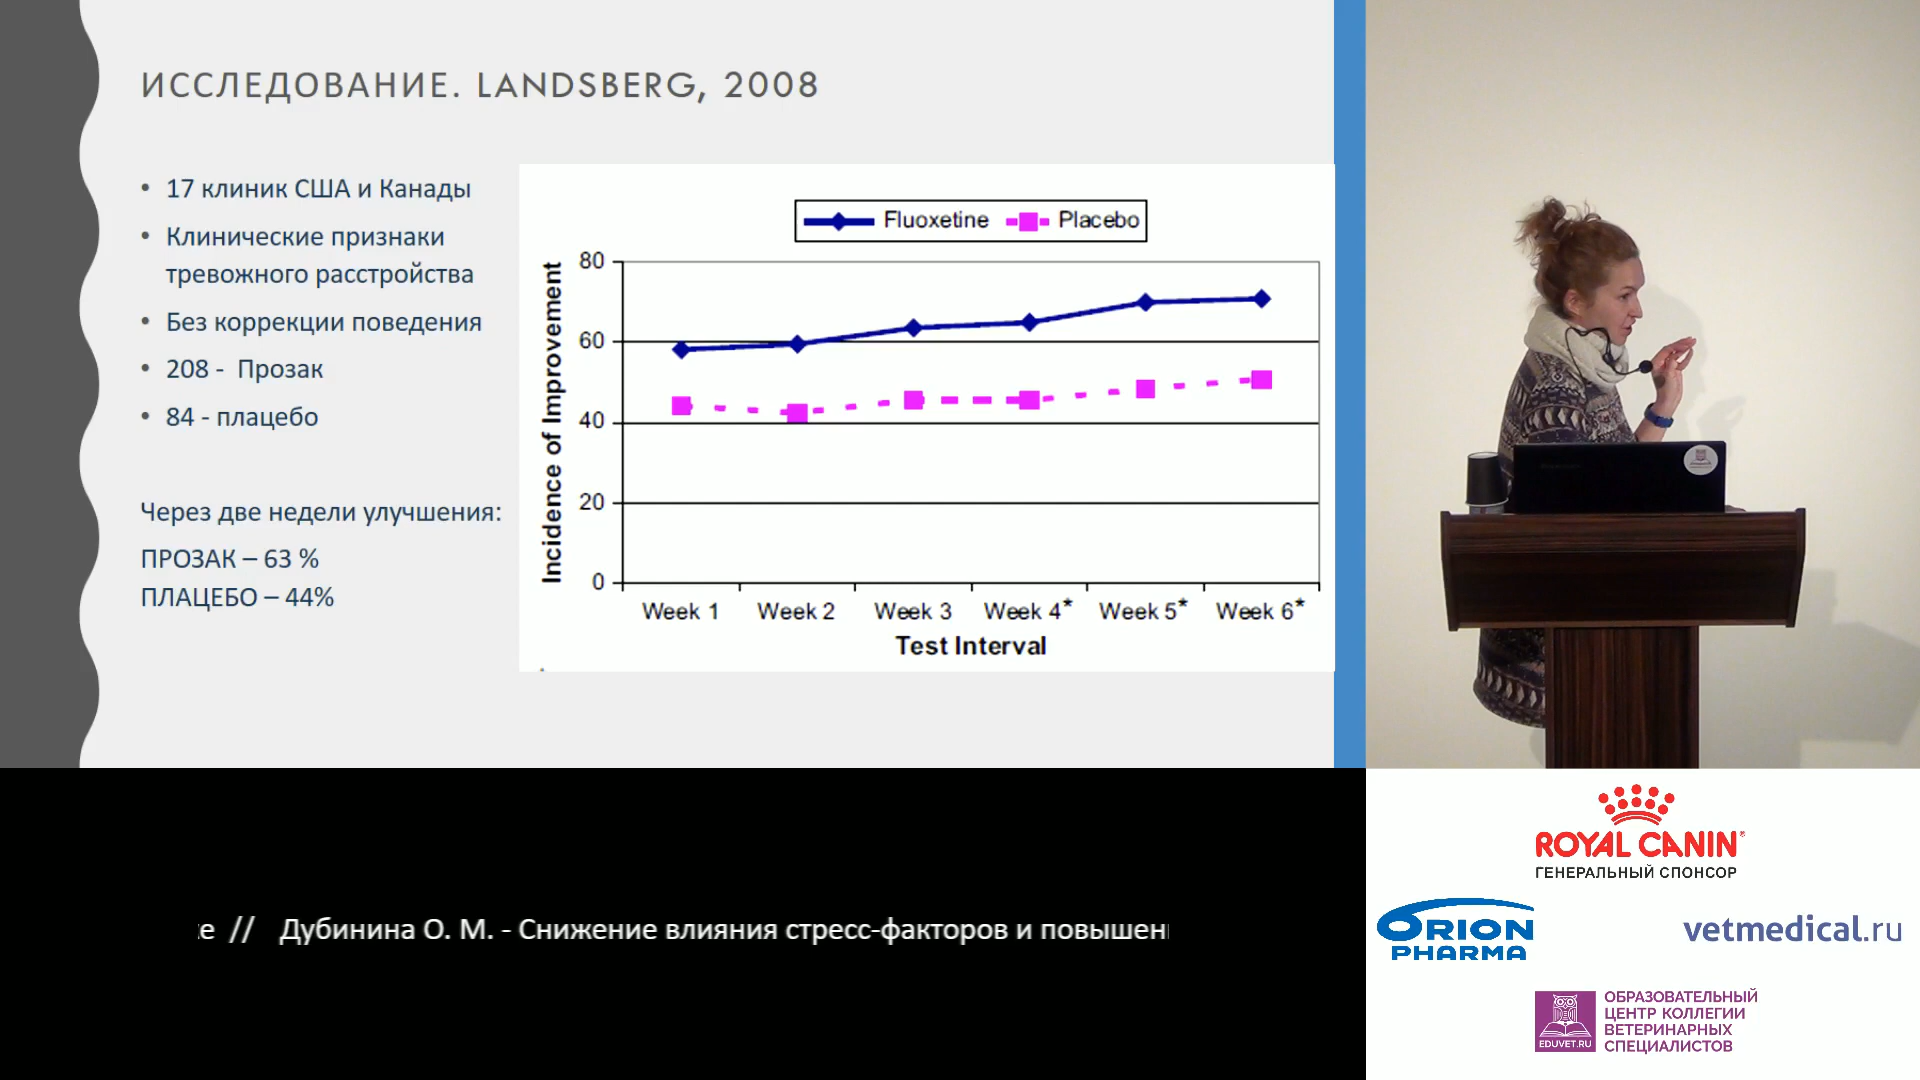 ИССЛЕДОВАНИЕ. LANDSBERG, 2008
• 17 клиник США и Канады
• Клинические признаки
тревожного расстройства
• Без коррекции поведения
• 208 - Прозак
• 84 - плацебо
Через две недели улучшения:
ПРОЗАК – 63 %
ПЛАЦЕБО – 44%
Fluoxetine Placebo
Incidence of Improvement
80
60
40
20
0
Week 1 Week 2 Week 3 Week 4* Week 5* Week 6*
Test Interval
е // Дубинина О. М. - Снижение влияния стресс-факторов и повышен
ROYAL CANIN
ГЕНЕРАЛЬНЫЙ СПОНСОР
ORION
PHARMA
vetmedical.ru
EDUVET.RU
ОБРАЗОВАТЕЛЬНЫЙ
ЦЕНТР КОЛЛЕГИИ
ВЕТЕРИНАРНЫХ
СПЕЦИАЛИСТОВ